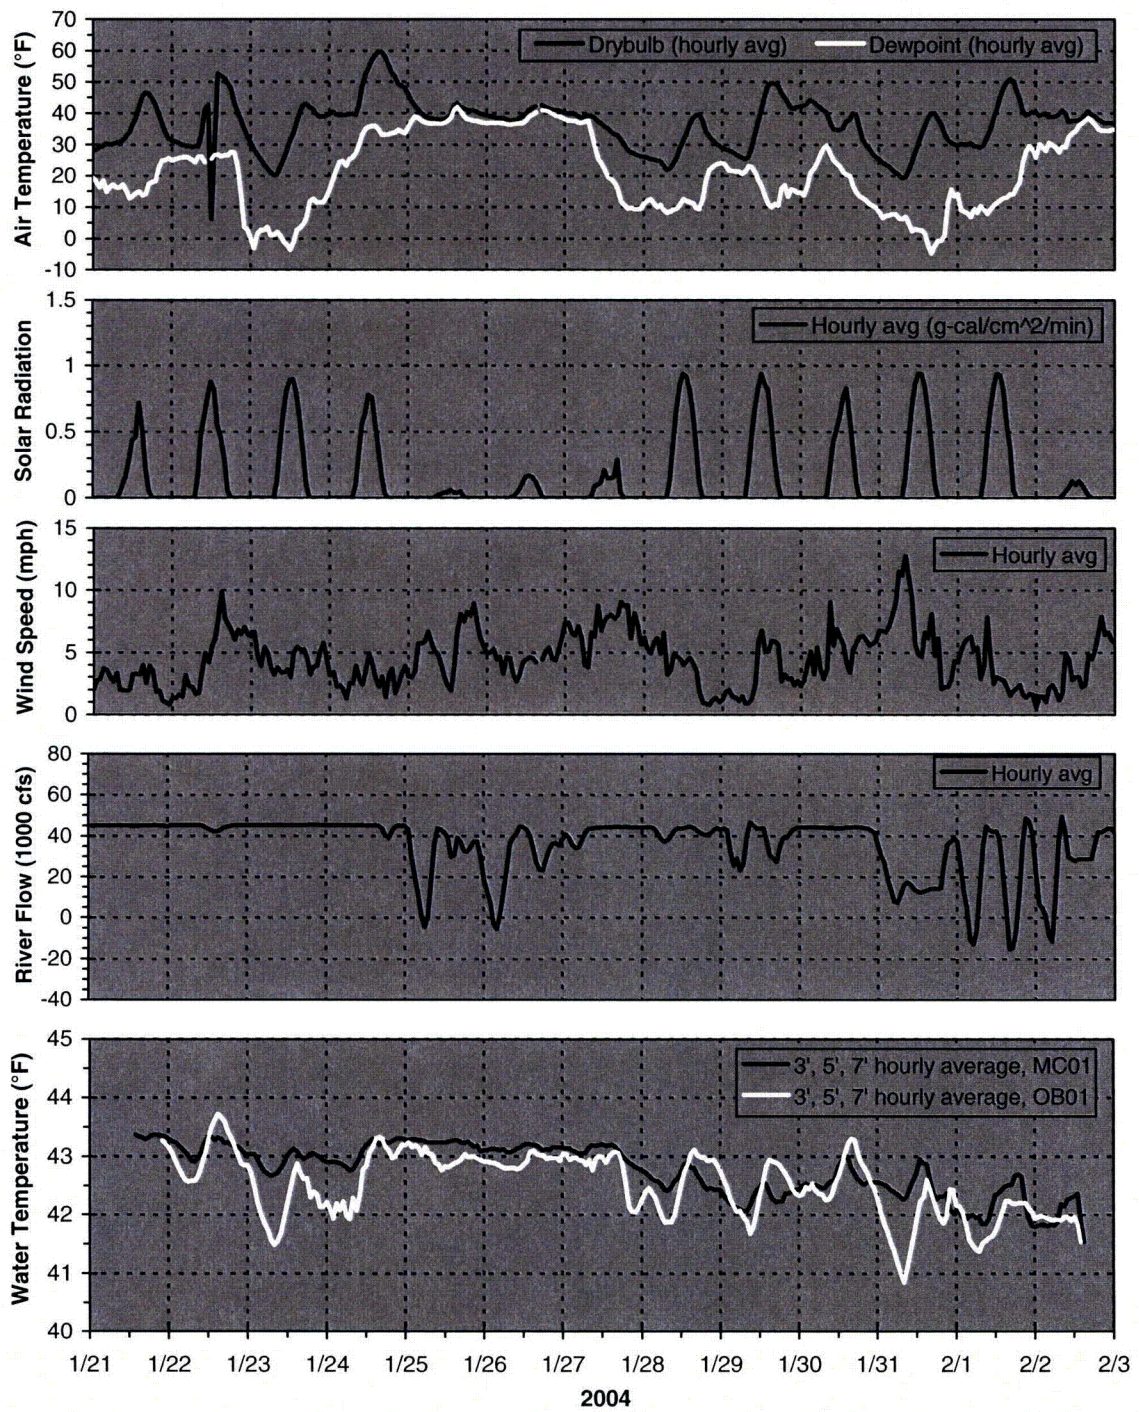 Air Temperature (°F)
70
60
50
40
30
20
10
0
-10
Drybulb (hourly avg)
Dewpoint (hourly avg)
Solar Radiation
1.5
1
0.5
0
Hourly avg (g-cal/cm^2/min)
Wind Speed (mph)
15
10
5
0
Hourly avg
River Flow (1000 cfs)
80
60
40
20
0
-20
-40
Hourly avg
Water Temperature (°F)
45
44
43
42
41
40
3', 5', 7' hourly average, MC01
3', 5', 7' hourly average, OB01
1/21 1/22 1/23 1/24 1/25 1/26 1/27 1/28 1/29 1/30 1/31 2/1 2/2 2/3
2004